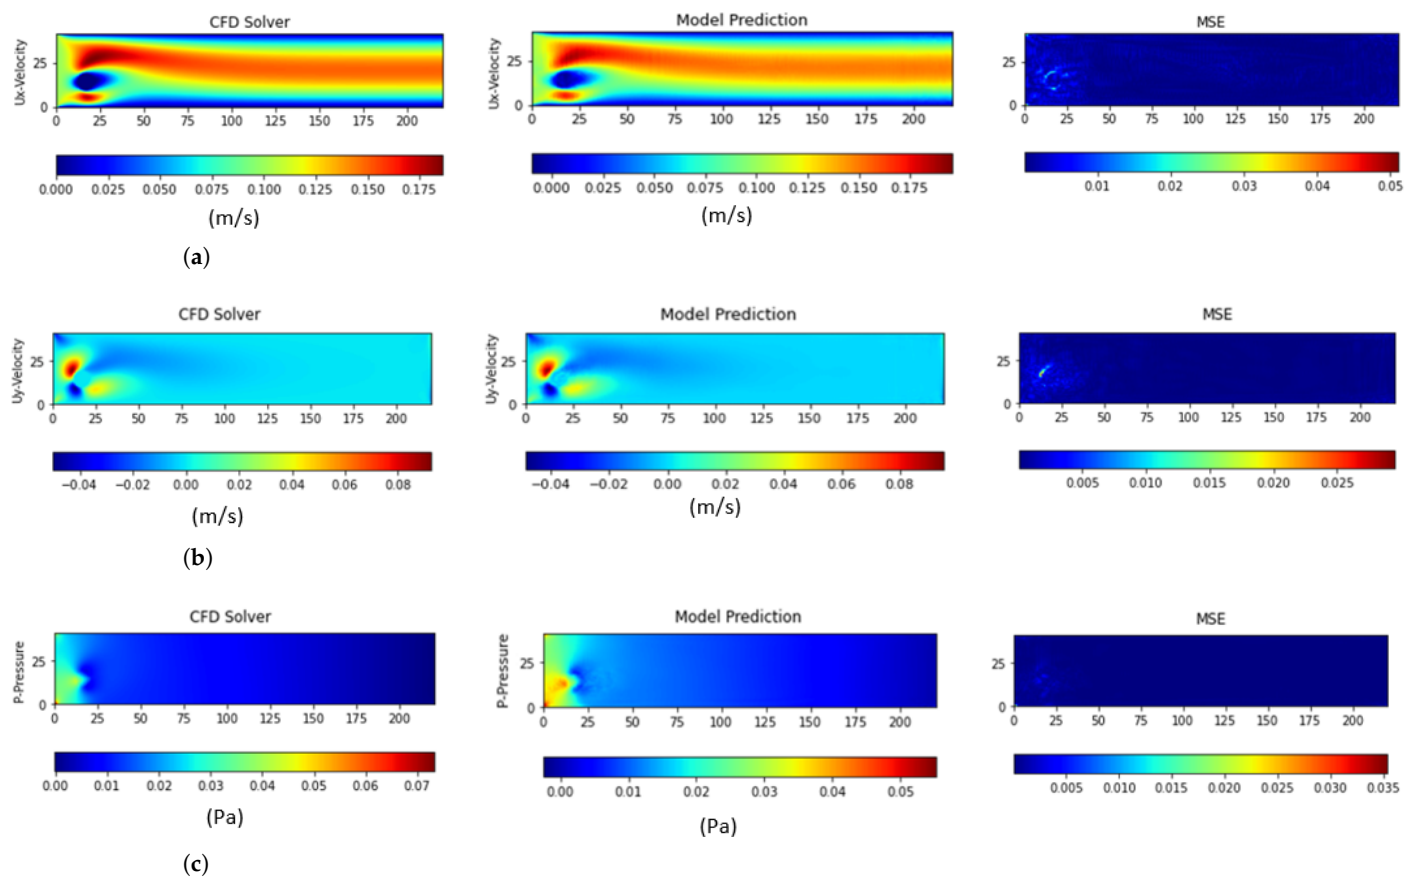 CFD Solver
Model Prediction
MSE
Ux-Velocity
25
0
0 25 50 75 100 125 150 175 200
Ux-Velocity
25
0
0 25 50 75 100 125 150 175 200
25
0
0 25 50 75 100 125 150 175 200
0.000 0.025 0.050 0.075 0.100 0.125 0.150 0.175
0.000 0.025 0.050 0.075 0.100 0.125 0.150 0.175
0.01 0.02 0.03 0.04 0.05
(m/s)
(m/s)
(a)
CFD Solver
Model Prediction
MSE
Uy-Velocity
25
0
0 25 50 75 100 125 150 175 200
Uy-Velocity
25
0
0 25 50 75 100 125 150 175 200
25
0
0 25 50 75 100 125 150 175 200
−0.04 −0.02 0.00 0.02 0.04 0.06 0.08
−0.04 −0.02 0.00 0.02 0.04 0.06 0.08
0.005 0.010 0.015 0.020 0.025
(m/s)
(m/s)
(b)
CFD Solver
Model Prediction
MSE
P-Pressure
25
0
0 25 50 75 100 125 150 175 200
P-Pressure
25
0
0 25 50 75 100 125 150 175 200
25
0
0 25 50 75 100 125 150 175 200
0.00 0.01 0.02 0.03 0.04 0.05 0.06 0.07
0.00 0.01 0.02 0.03 0.04 0.05
0.005 0.010 0.015 0.020 0.025 0.030 0.035
(Pa)
(Pa)
(c)